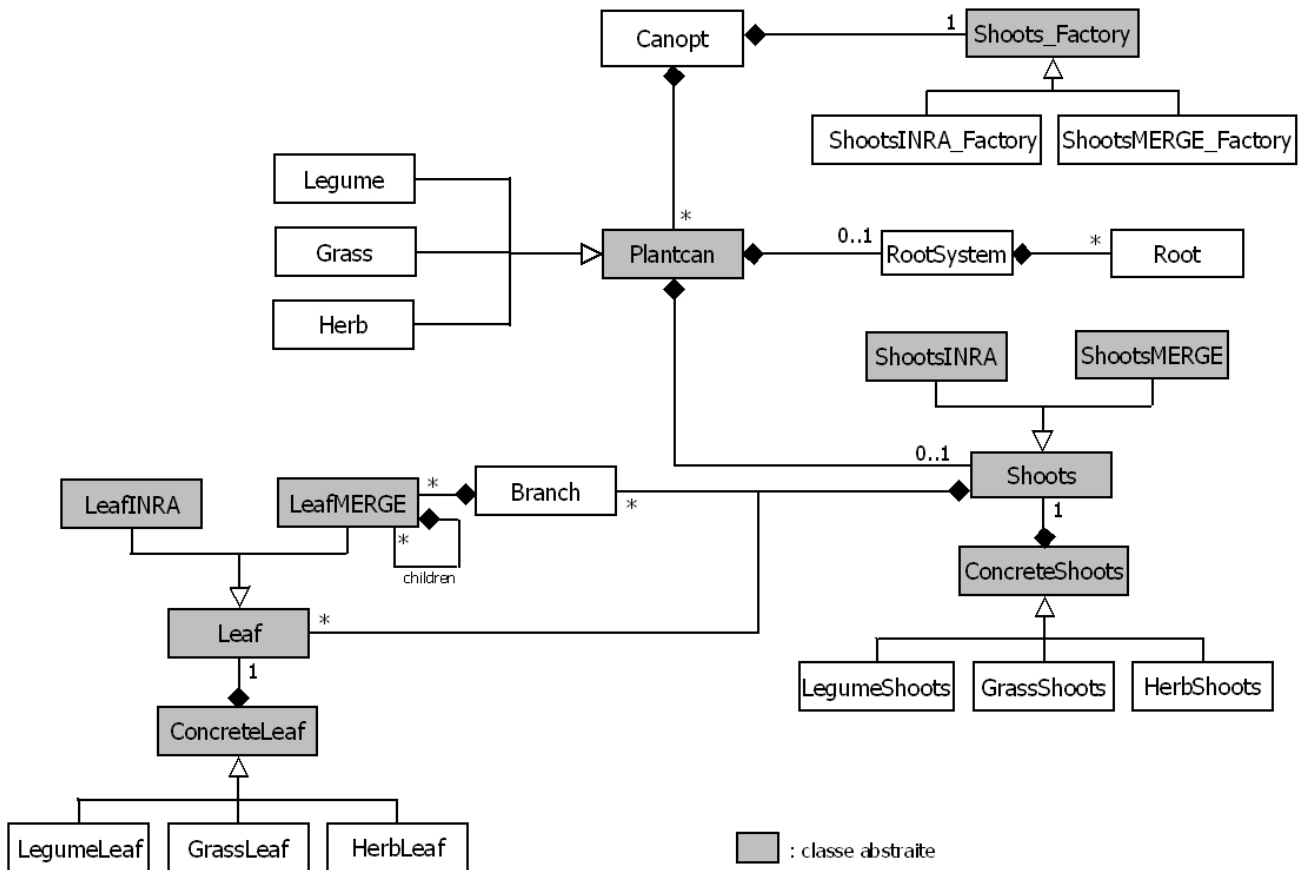 Canopt
1
Shoots_Factory
ShootsINRA_Factory
ShootsMERGE_Factory
Legume
Grass
Herb
*
Plantcan
0..1
RootSystem
*
Root
ShootsINRA
ShootsMERGE
0..1
Shoots
1
ConcreteShoots
LegumeShoots
GrassShoots
HerbShoots
LeafINRA
LeafMERGE
*
*
children
Branch
*
Leaf
*
1
ConcreteLeaf
LegumeLeaf
GrassLeaf
HerbLeaf
: classe abstraite